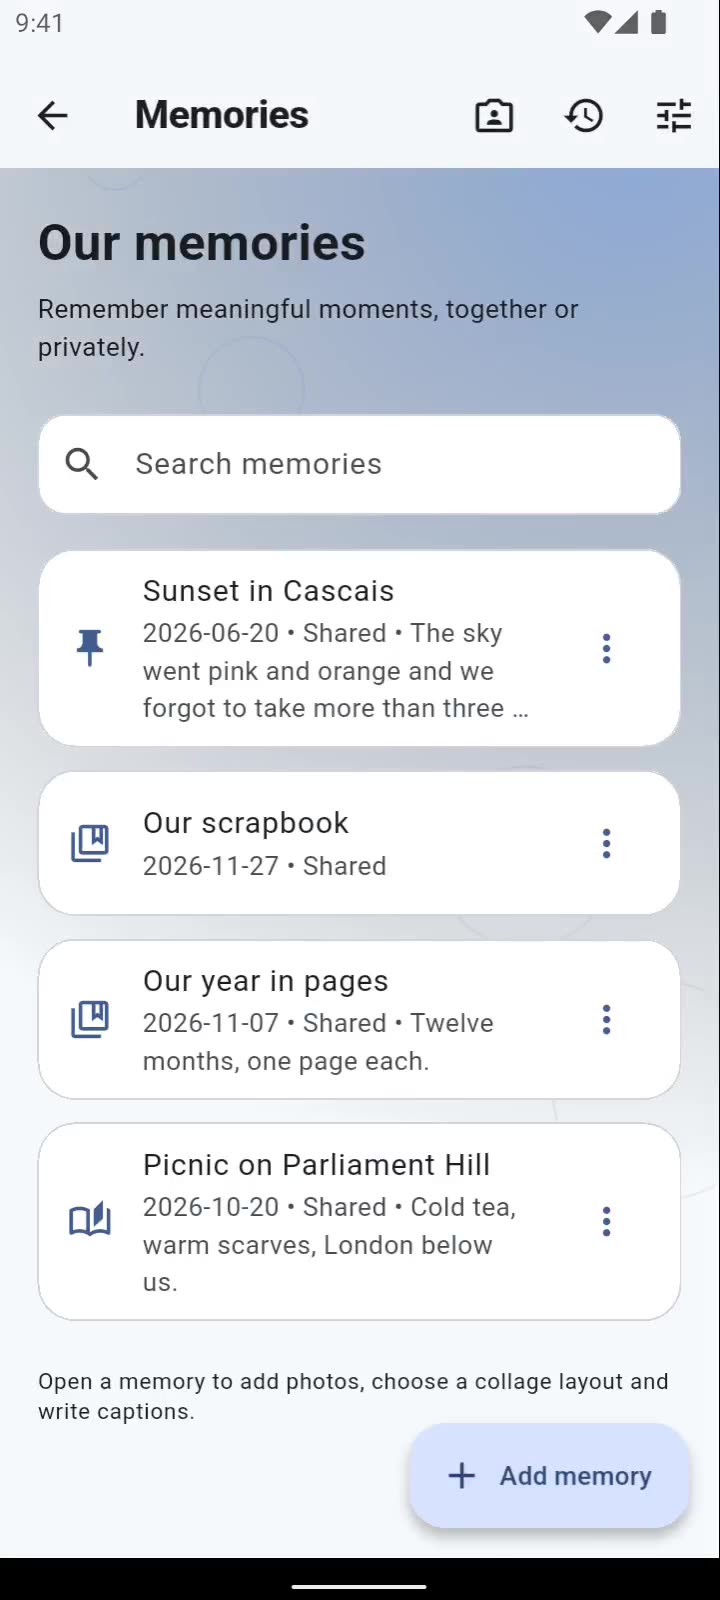 9:41
Memories
Our memories
Remember meaningful moments, together or
privately.
Search memories
Sunset in Cascais
2026-06-20 • Shared • The sky
went pink and orange and we
forgot to take more than three ...
Our scrapbook
2026-11-27 • Shared
Our year in pages
2026-11-07 • Shared • Twelve
months, one page each.
Picnic on Parliament Hill
2026-10-20 • Shared • Cold tea,
warm scarves, London below
us.
Open a memory to add photos, choose a collage layout and
write captions.
Add memory